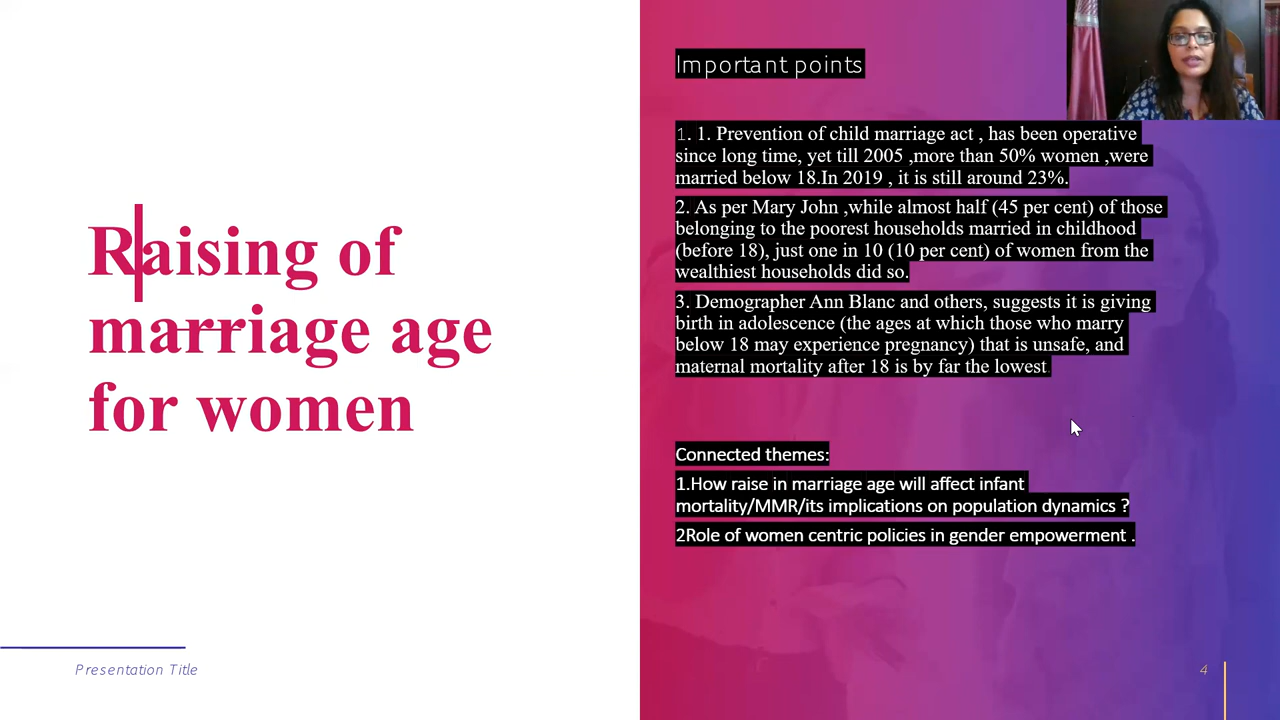 Raising of
marriage age
for women
Presentation Title
Important points
1. 1. Prevention of child marriage act , has been operative
since long time, yet till 2005 ,more than 50% women ,were
married below 18.In 2019 , it is still around 23%.
2. As per Mary John ,while almost half (45 per cent) of those
belonging to the poorest households married in childhood
(before 18), just one in 10 (10 per cent) of women from the
wealthiest households did so.
3. Demographer Ann Blanc and others, suggests it is giving
birth in adolescence (the ages at which those who marry
below 18 may experience pregnancy) that is unsafe, and
maternal mortality after 18 is by far the lowest
Connected themes:
1.How raise in marriage age will affect infant
mortality/MMR/its implications on population dynamics ?
2Role of women centric policies in gender empowerment .
4